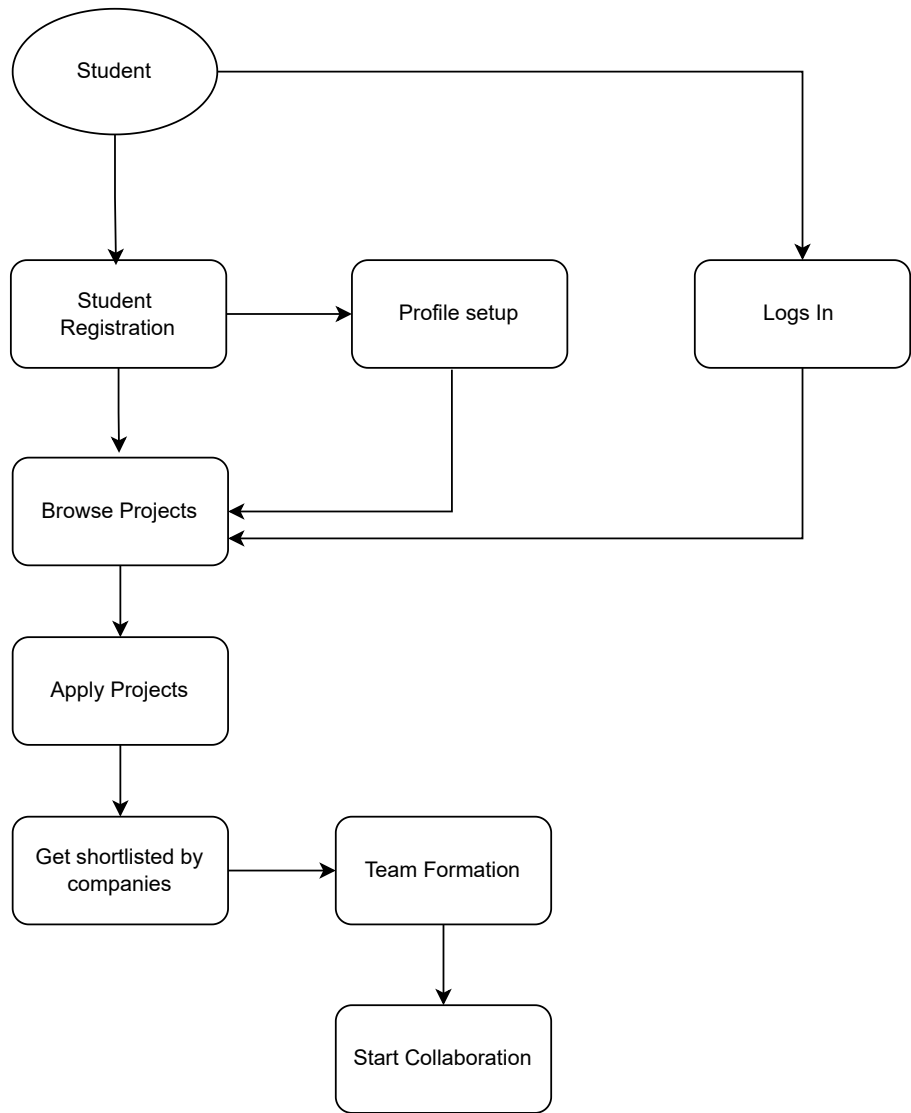 Student
Student
Registration
Profile setup
Logs In
Browse Projects
Apply Projects
Get shortlisted by
companies
Team Formation
Start Collaboration